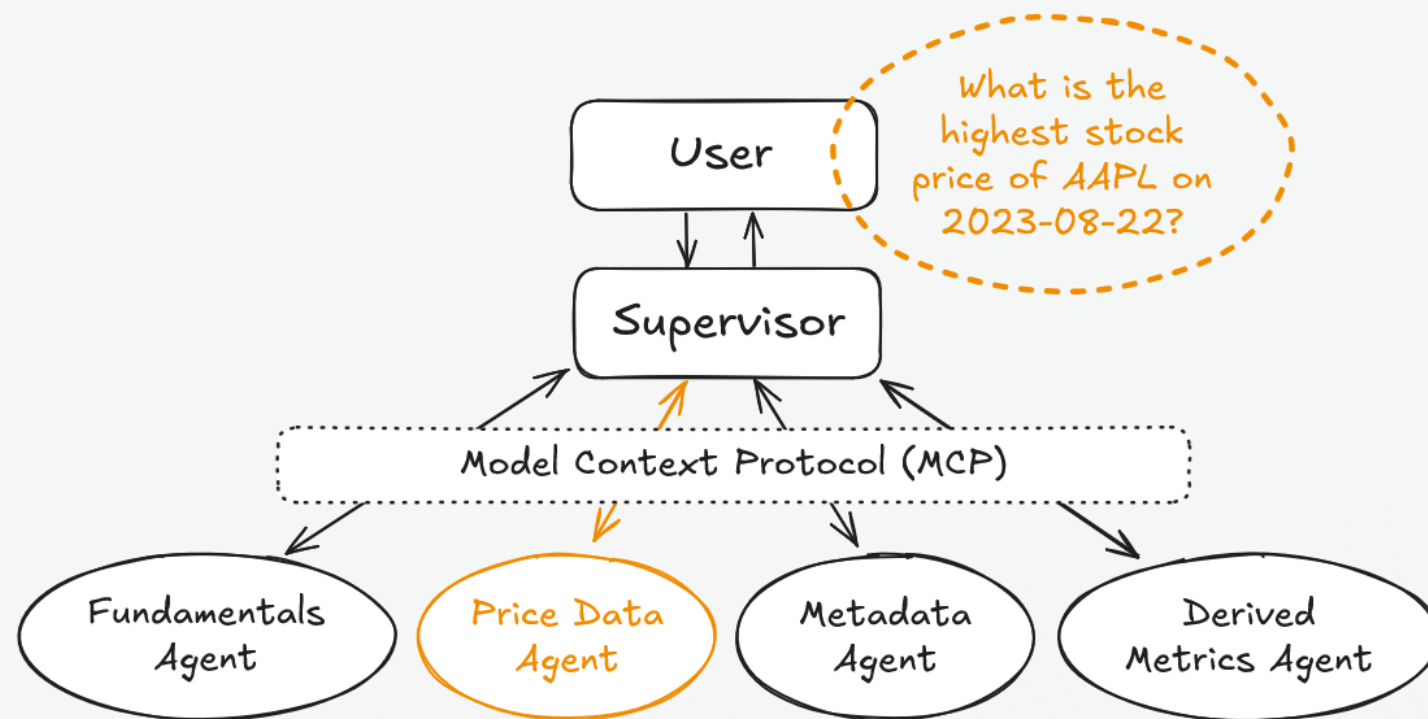 What is the
highest stock
price of AAPL on
2023-08-22?
User
Supervisor
Model Context Protocol (MCP)
Fundamentals
Agent
Price Data
Agent
Metadata
Agent
Derived
Metrics Agent